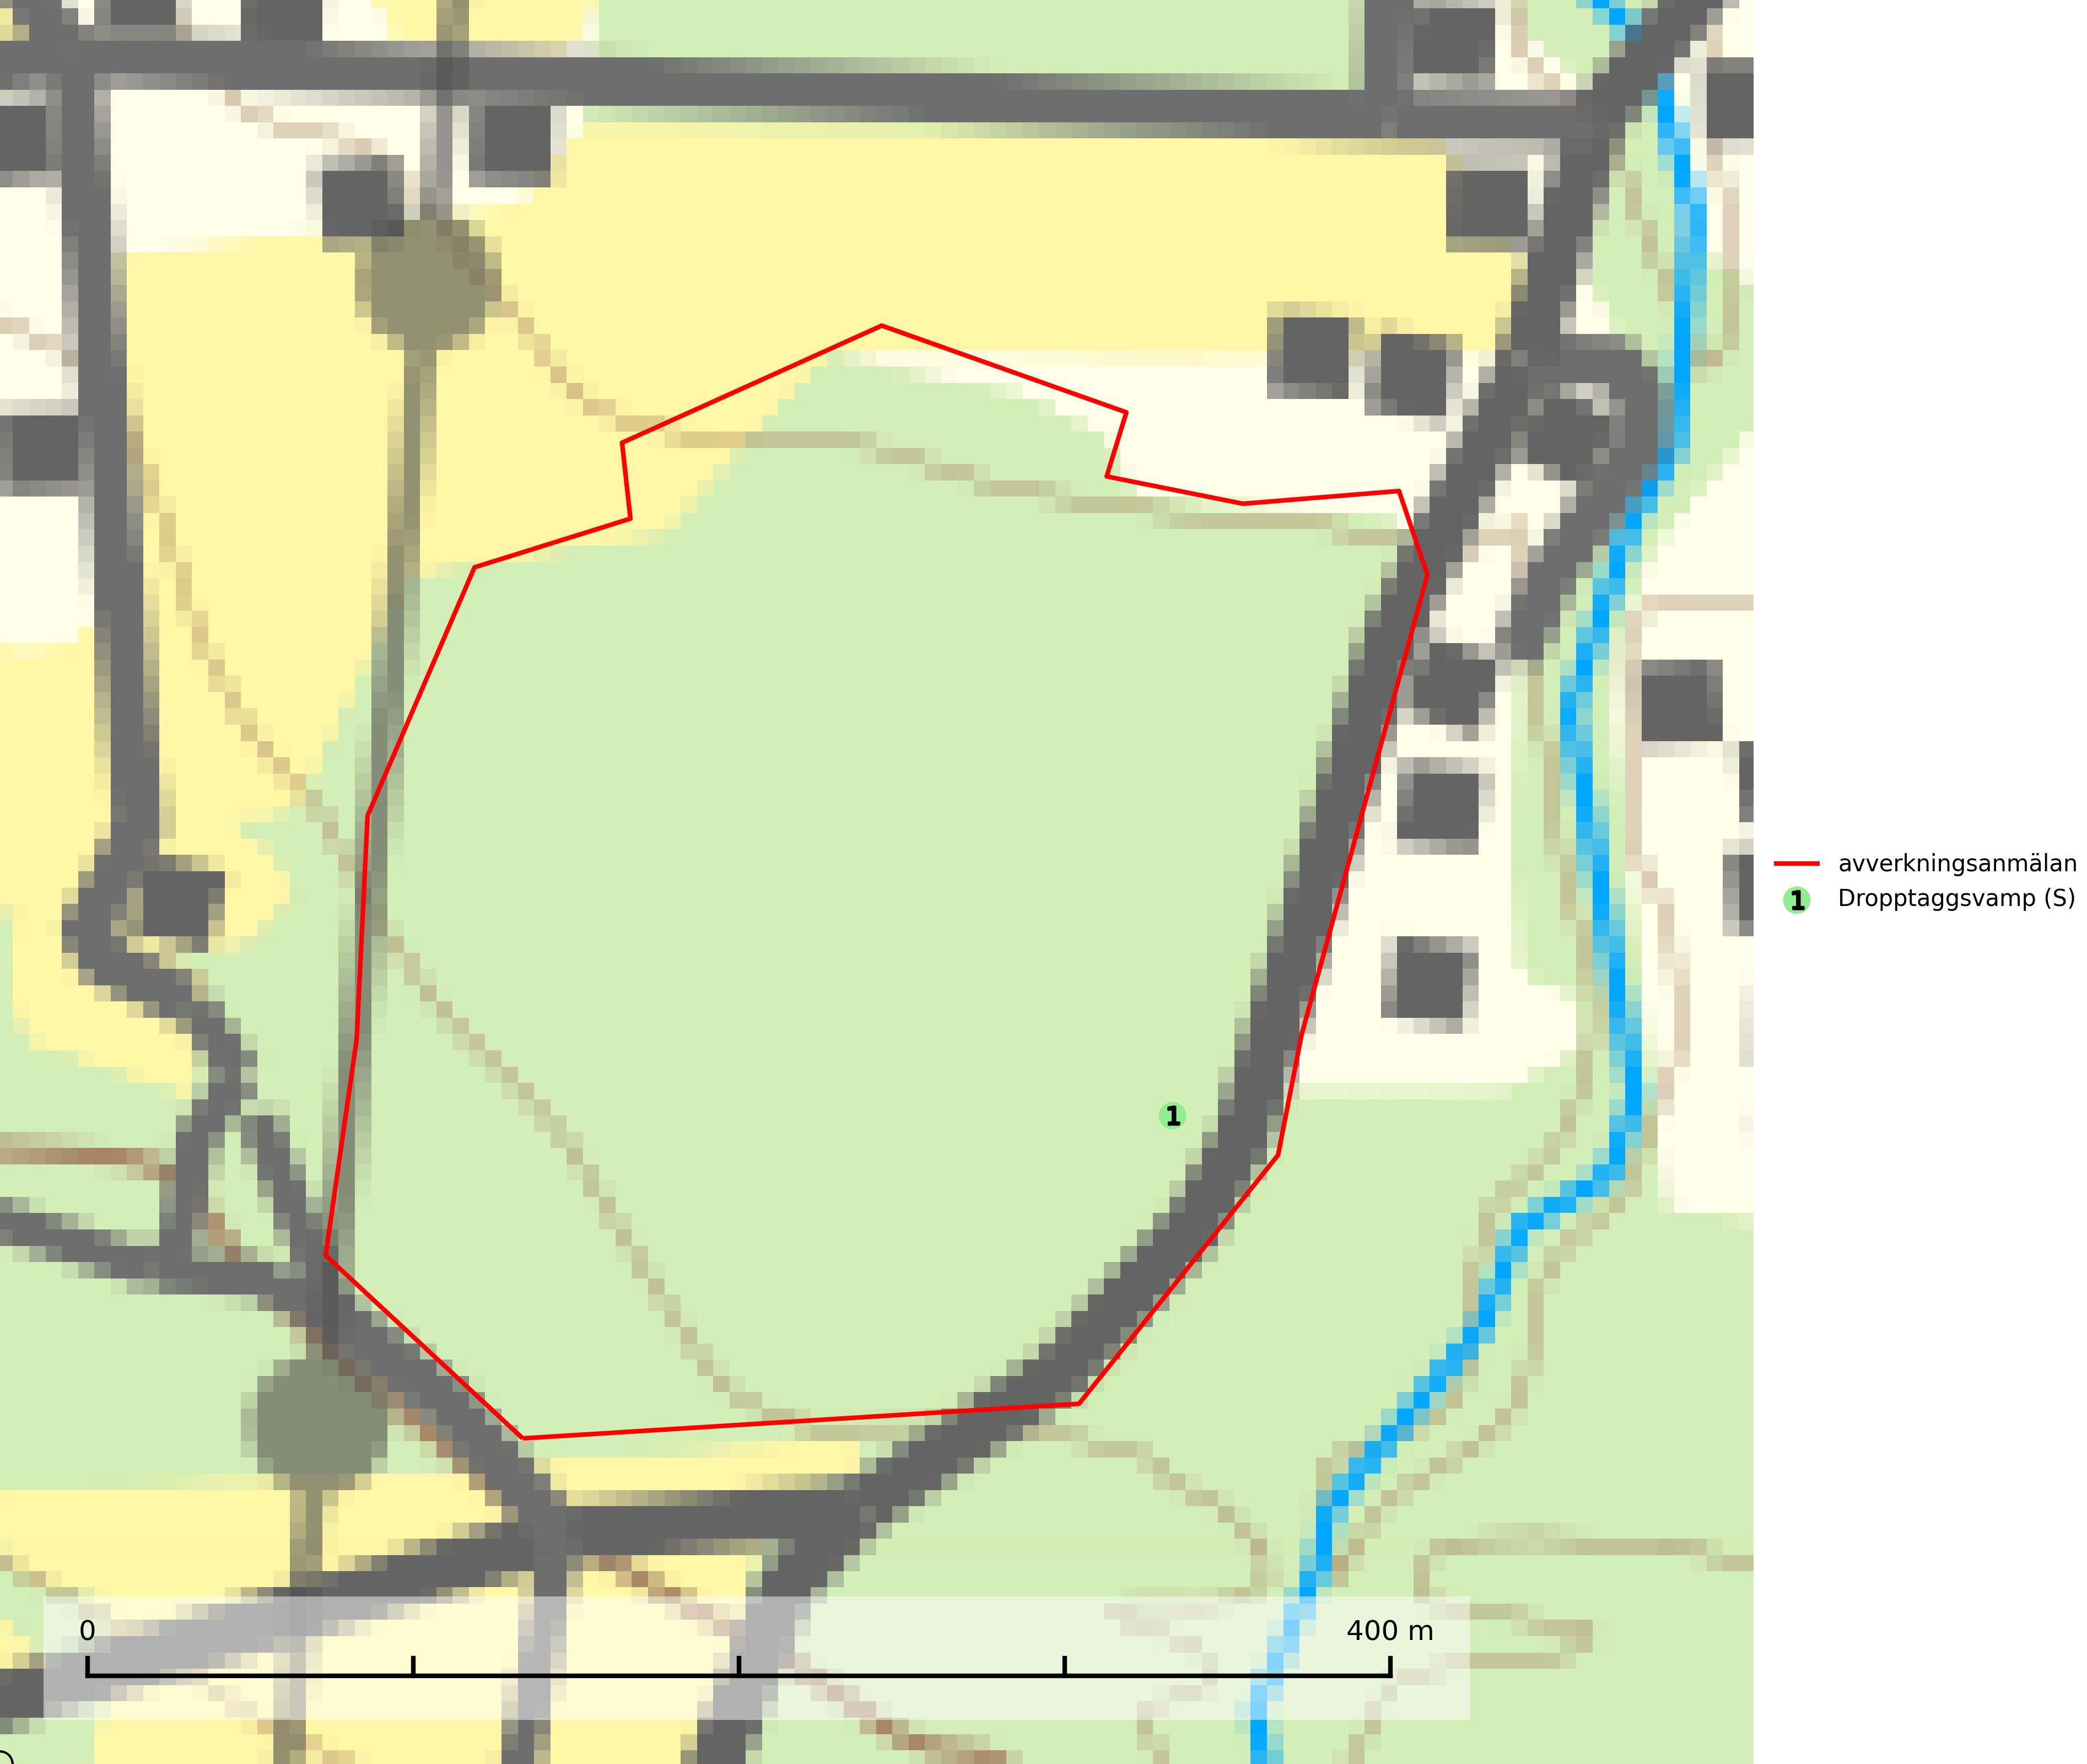 avverkningsanmälan
1 Dropptaggsvamp (S)
1
0 400 m